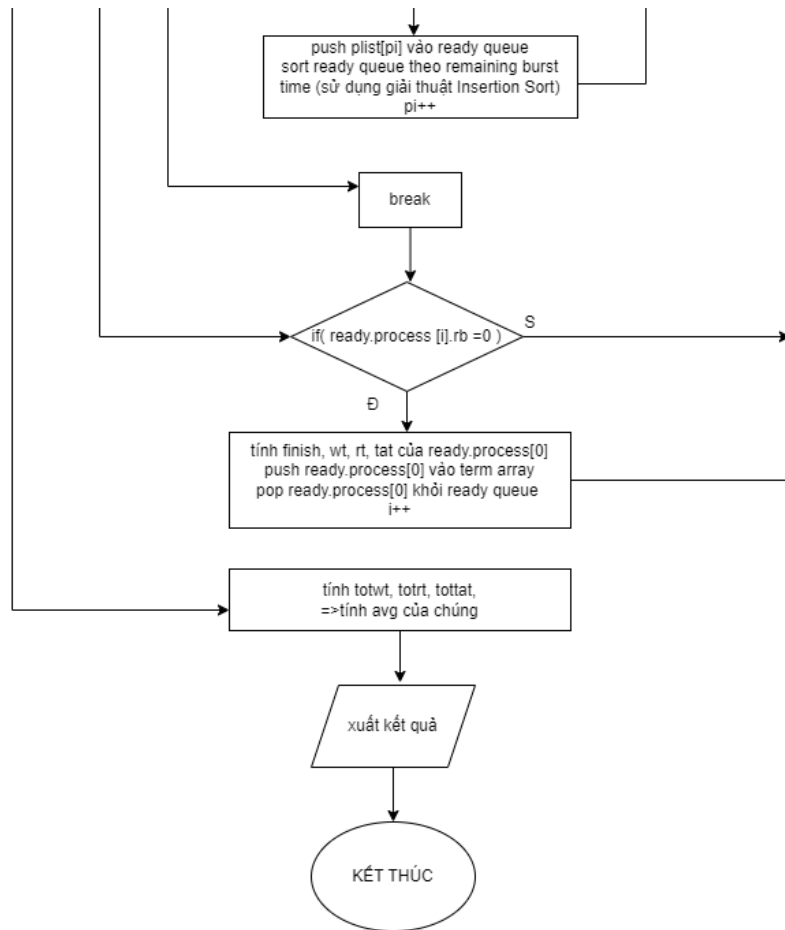 push plist[pi] vào ready queue
sort ready queue theo remaining burst
time (sử dụng giải thuật Insertion Sort)
pi++
break
if( ready.process [i].rb =0 )
S
Đ
tính finish, wt, rt, tat của ready.process[0]
push ready.process[0] vào term array
pop ready.process[0] khỏi ready queue
i++
tính totwt, totrt, tottat,
=>tính avg của chúng
xuất kết quả
KẾT THÚC